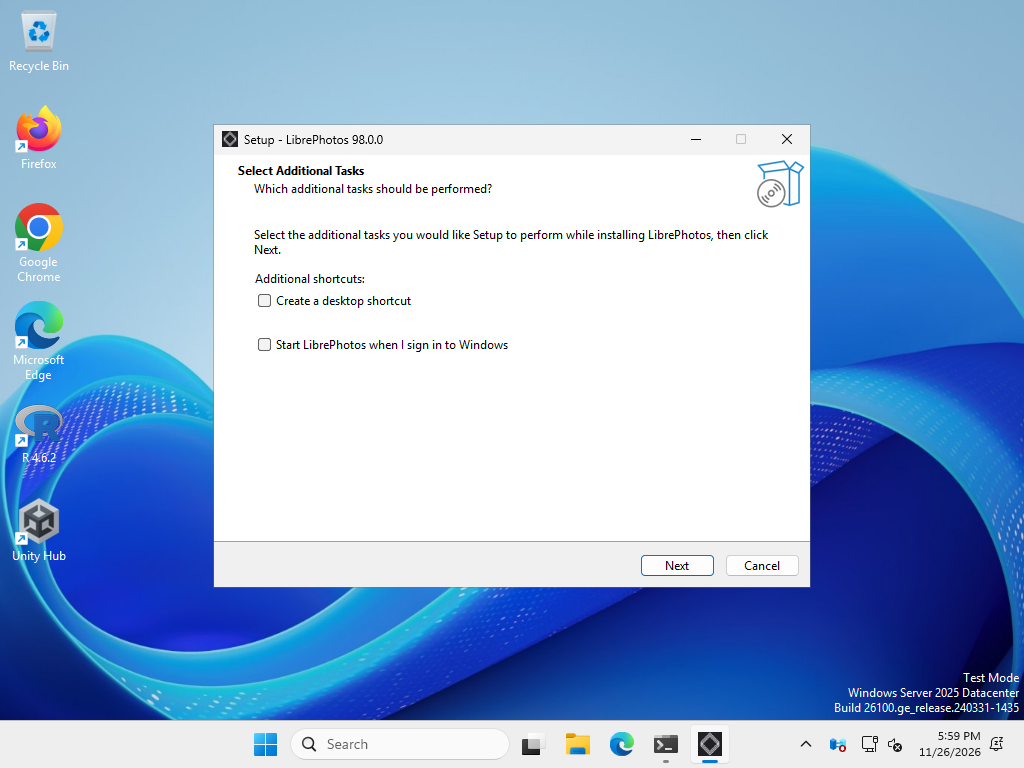 Recycle Bin
Firefox
Google
Chrome
Microsoft
Edge
R 4.6.2
Unity Hub
Setup - LibrePhotos 98.0.0
Select Additional Tasks
Which additional tasks should be performed?
Select the additional tasks you would like Setup to perform while installing LibrePhotos, then click
Next.
Additional shortcuts:
Create a desktop shortcut
Start LibrePhotos when I sign in to Windows
Next
Cancel
Test Mode
Windows Server 2025 Datacenter
Build 26100.ge_release.240331-1435
Search
5:59 PM
11/26/2026